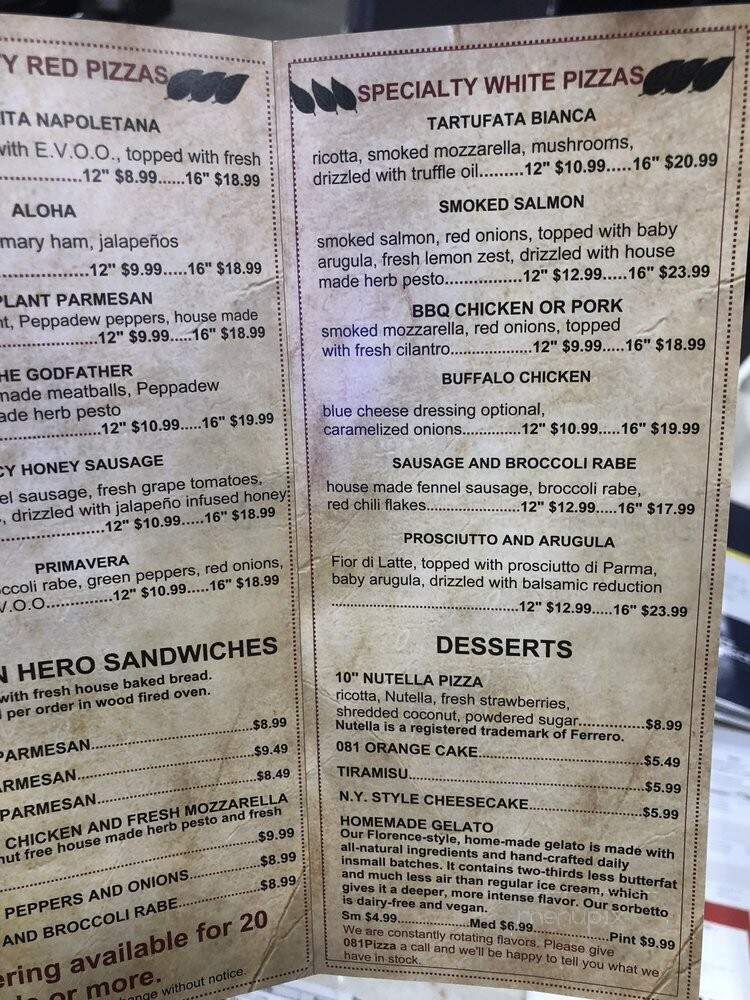 Y RED PIZZAS
ITA NAPOLETANA
with E.V.O.O., topped with fresh
.........12" $8.99......16" $18.99
ALOHA
mary ham, jalapeños
.................12" $9.99.....16" $18.99
PLANT PARMESAN
nt, Peppadew peppers, house made
.................12" $9.99.....16" $18.99
HE GODFATHER
made meatballs, Peppadew
ade herb pesto
.................12" $10.99.....16" $19.99
CY HONEY SAUSAGE
el sausage, fresh grape tomatoes,
, drizzled with jalapeño infused honey
.................12" $10.99.....16" $18.99
PRIMAVERA
ccoli rabe, green peppers, red onions,
V.O.O..............12" $10.99.....16" $18.99
N HERO SANDWICHES
with fresh house baked bread.
per order in wood fired oven.
PARMESAN..............................$8.99
ARMESAN..............................$9.49
PARMESAN..............................$8.49
CHICKEN AND FRESH MOZZARELLA
nut free house made herb pesto and fresh
..............................$9.99
PEPPERS AND ONIONS..............$8.99
AND BROCCOLI RABE..............$8.99
ering available for 20
or more.
without notice.
SPECIALTY WHITE PIZZAS
TARTUFATA BIANCA
ricotta, smoked mozzarella, mushrooms,
drizzled with truffle oil.........12" $10.99.....16" $20.99
SMOKED SALMON
smoked salmon, red onions, topped with baby
arugula, fresh lemon zest, drizzled with house
made herb pesto................12" $12.99.....16" $23.99
BBQ CHICKEN OR PORK
smoked mozzarella, red onions, topped
with fresh cilantro.................12" $9.99.....16" $18.99
BUFFALO CHICKEN
blue cheese dressing optional,
caramelized onions.............12" $10.99.....16" $19.99
SAUSAGE AND BROCCOLI RABE
house made fennel sausage, broccoli rabe,
red chili flakes....................12" $12.99.....16" $17.99
PROSCIUTTO AND ARUGULA
Fior di Latte, topped with prosciutto di Parma,
baby arugula, drizzled with balsamic reduction
........................................12" $12.99.....16" $23.99
DESSERTS
10" NUTELLA PIZZA
ricotta, Nutella, fresh strawberries,
shredded coconut, powdered sugar..............$8.99
Nutella is a registered trademark of Ferrero.
081 ORANGE CAKE..............................$5.49
TIRAMISU..............................$5.99
N.Y. STYLE CHEESECAKE..............................$5.99
HOMEMADE GELATO
Our Florence-style, home-made gelato is made with
all-natural ingredients and hand-crafted daily
insmall batches. It contains two-thirds less butterfat
and much less air than regular ice cream, which
gives it a deeper, more intense flavor. Our sorbetto
is dairy-free and vegan.
Sm $4.99..................Med $6.99...................Pint $9.99
We are constantly rotating flavors. Please give
081Pizza a call and we'll be happy to tell you what we
have in stock.